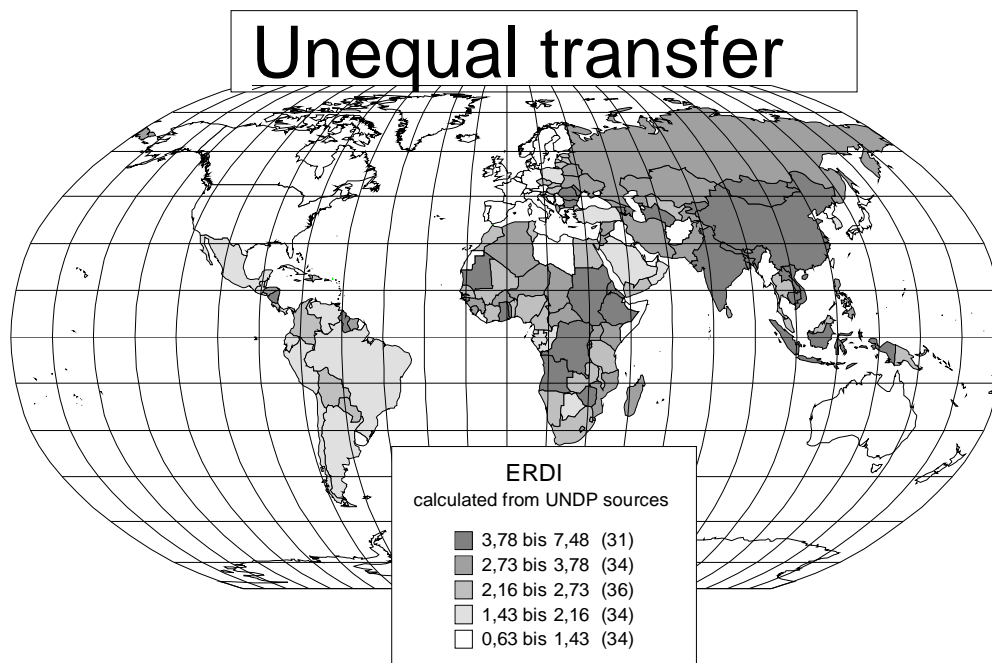 Unequal transfer
ERDI
calculated from UNDP sources
3,78 bis 7,48 (31)
2,73 bis 3,78 (34)
2,16 bis 2,73 (36)
1,43 bis 2,16 (34)
0,63 bis 1,43 (34)